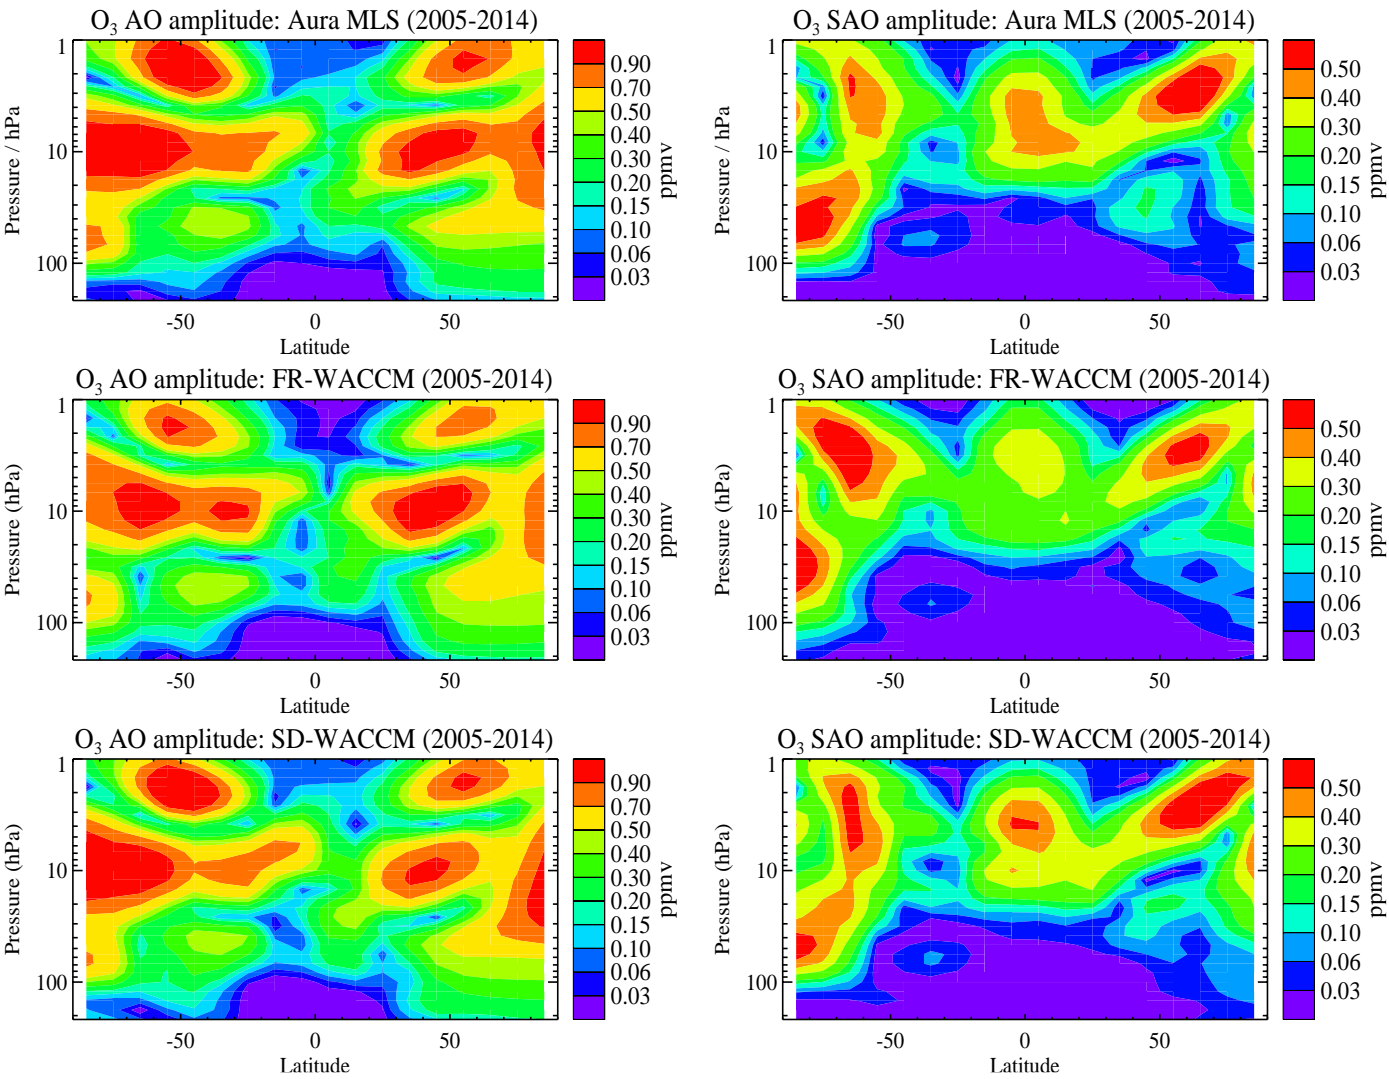 O3 AO amplitude: Aura MLS (2005-2014)
1
10
100
Pressure / hPa
-50 0 50
Latitude
0.90
0.70
0.50
0.40
0.30
0.20
0.15
0.10
0.06
0.03
ppmv
O3 SAO amplitude: Aura MLS (2005-2014)
1
10
100
Pressure / hPa
-50 0 50
Latitude
0.50
0.40
0.30
0.20
0.15
0.10
0.06
0.03
ppmv
O3 AO amplitude: FR-WACCM (2005-2014)
1
10
100
Pressure (hPa)
-50 0 50
Latitude
0.90
0.70
0.50
0.40
0.30
0.20
0.15
0.10
0.06
0.03
ppmv
O3 SAO amplitude: FR-WACCM (2005-2014)
1
10
100
Pressure (hPa)
-50 0 50
Latitude
0.50
0.40
0.30
0.20
0.15
0.10
0.06
0.03
ppmv
O3 AO amplitude: SD-WACCM (2005-2014)
1
10
100
Pressure (hPa)
-50 0 50
Latitude
0.90
0.70
0.50
0.40
0.30
0.20
0.15
0.10
0.06
0.03
ppmv
O3 SAO amplitude: SD-WACCM (2005-2014)
1
10
100
Pressure (hPa)
-50 0 50
Latitude
0.50
0.40
0.30
0.20
0.15
0.10
0.06
0.03
ppmv